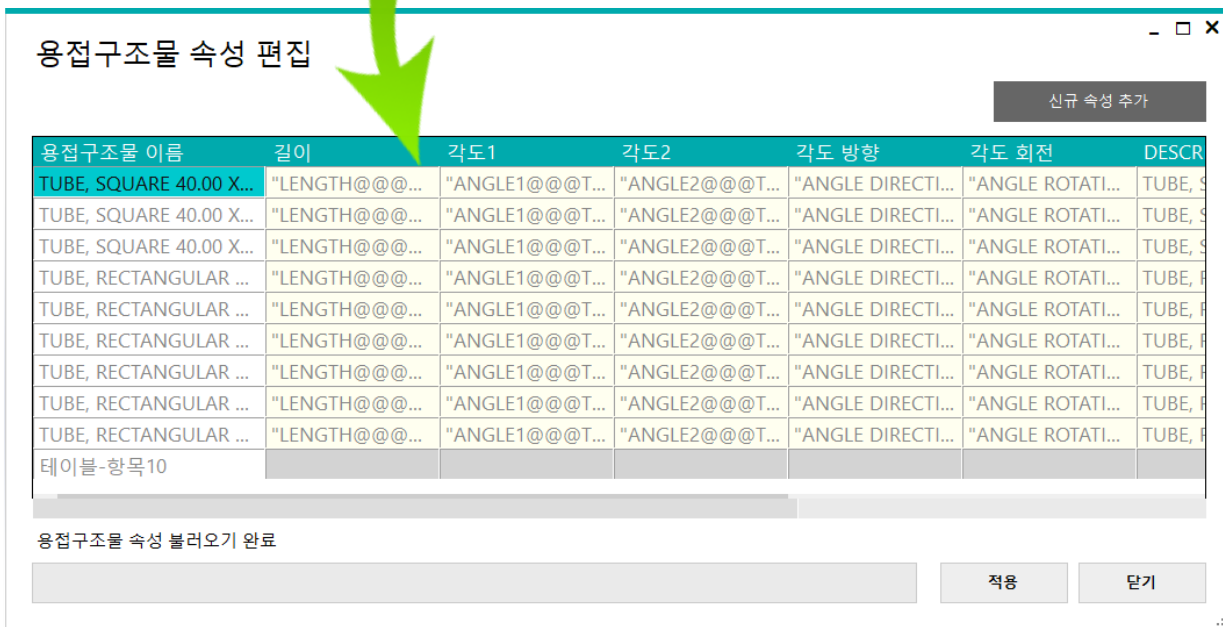 용접구조물 속성 편집
신규 속성 추가
용접구조물 이름 길이 각도1 각도2 각도 방향 각도 회전 DESCR
TUBE, SQUARE 40.00 X... "LENGTH@@@... "ANGLE1@@@T... "ANGLE2@@@T... "ANGLE DIRECTI... "ANGLE ROTATI... TUBE, S
TUBE, SQUARE 40.00 X... "LENGTH@@@... "ANGLE1@@@T... "ANGLE2@@@T... "ANGLE DIRECTI... "ANGLE ROTATI... TUBE, S
TUBE, SQUARE 40.00 X... "LENGTH@@@... "ANGLE1@@@T... "ANGLE2@@@T... "ANGLE DIRECTI... "ANGLE ROTATI... TUBE, S
TUBE, RECTANGULAR ... "LENGTH@@@... "ANGLE1@@@T... "ANGLE2@@@T... "ANGLE DIRECTI... "ANGLE ROTATI... TUBE, R
TUBE, RECTANGULAR ... "LENGTH@@@... "ANGLE1@@@T... "ANGLE2@@@T... "ANGLE DIRECTI... "ANGLE ROTATI... TUBE, R
TUBE, RECTANGULAR ... "LENGTH@@@... "ANGLE1@@@T... "ANGLE2@@@T... "ANGLE DIRECTI... "ANGLE ROTATI... TUBE, R
TUBE, RECTANGULAR ... "LENGTH@@@... "ANGLE1@@@T... "ANGLE2@@@T... "ANGLE DIRECTI... "ANGLE ROTATI... TUBE, R
TUBE, RECTANGULAR ... "LENGTH@@@... "ANGLE1@@@T... "ANGLE2@@@T... "ANGLE DIRECTI... "ANGLE ROTATI... TUBE, R
TUBE, RECTANGULAR ... "LENGTH@@@... "ANGLE1@@@T... "ANGLE2@@@T... "ANGLE DIRECTI... "ANGLE ROTATI... TUBE, R
테이블-항목10
용접구조물 속성 불러오기 완료
적용 닫기